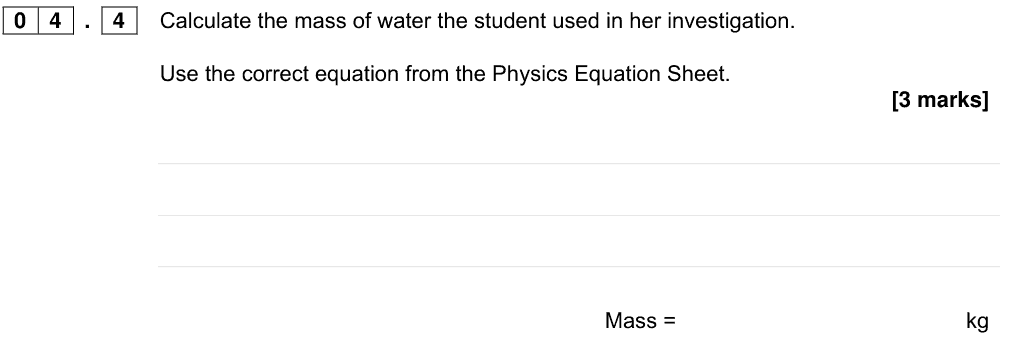 0 4 . 4 Calculate the mass of water the student used in her investigation.
Use the correct equation from the Physics Equation Sheet.
[3 marks]
Mass = kg